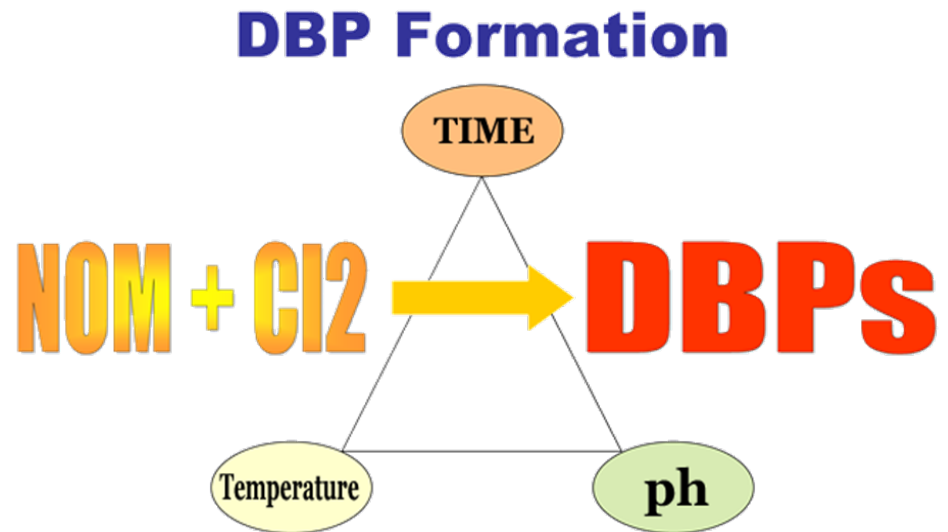 DBP Formation
TIME
NOM + Cl2
DBPs
Temperature
ph